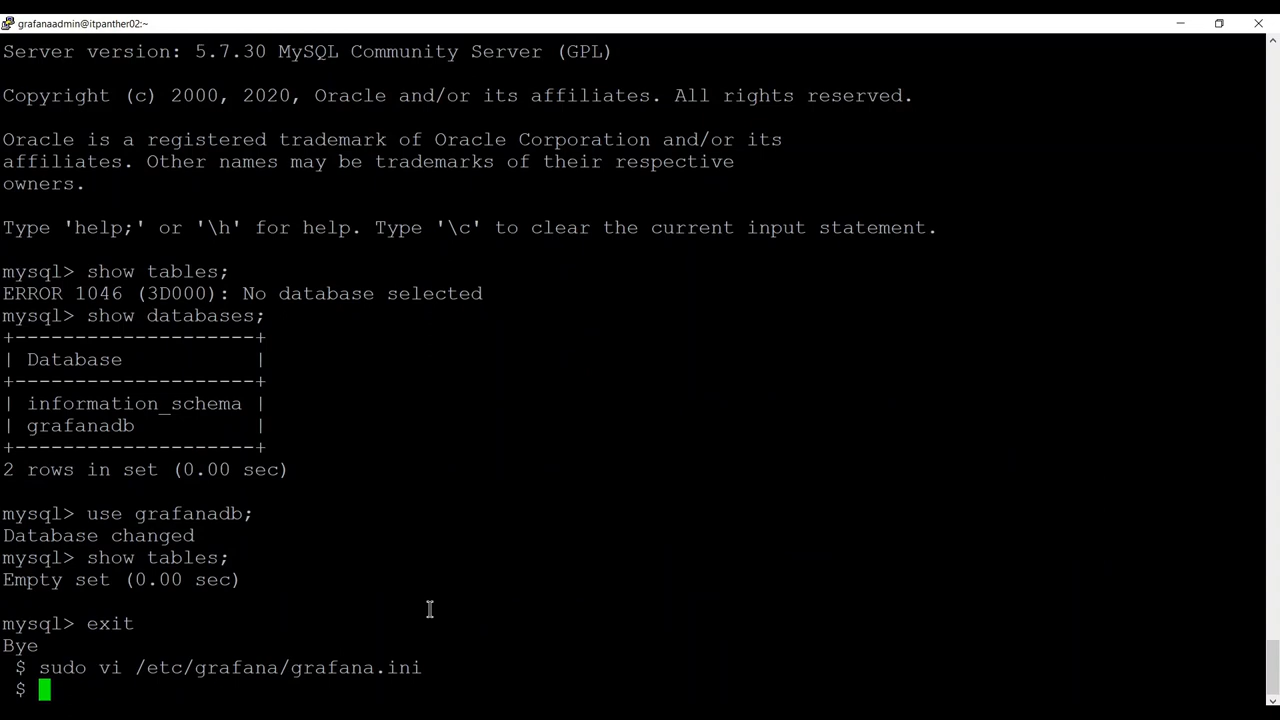 grafanaadmin@itpanther02:~
Server version: 5.7.30 MySQL Community Server (GPL)
Copyright (c) 2000, 2020, Oracle and/or its affiliates. All rights reserved.
Oracle is a registered trademark of Oracle Corporation and/or its
affiliates. Other names may be trademarks of their respective
owners.
Type 'help;' or '\h' for help. Type '\c' to clear the current input statement.
mysql> show tables;
ERROR 1046 (3D000): No database selected
mysql> show databases;
+--------------------+
| Database           |
+--------------------+
| information_schema |
| grafanadb          |
+--------------------+
2 rows in set (0.00 sec)
mysql> use grafanadb;
Database changed
mysql> show tables;
Empty set (0.00 sec)
mysql> exit
Bye
$ sudo vi /etc/grafana/grafana.ini
$